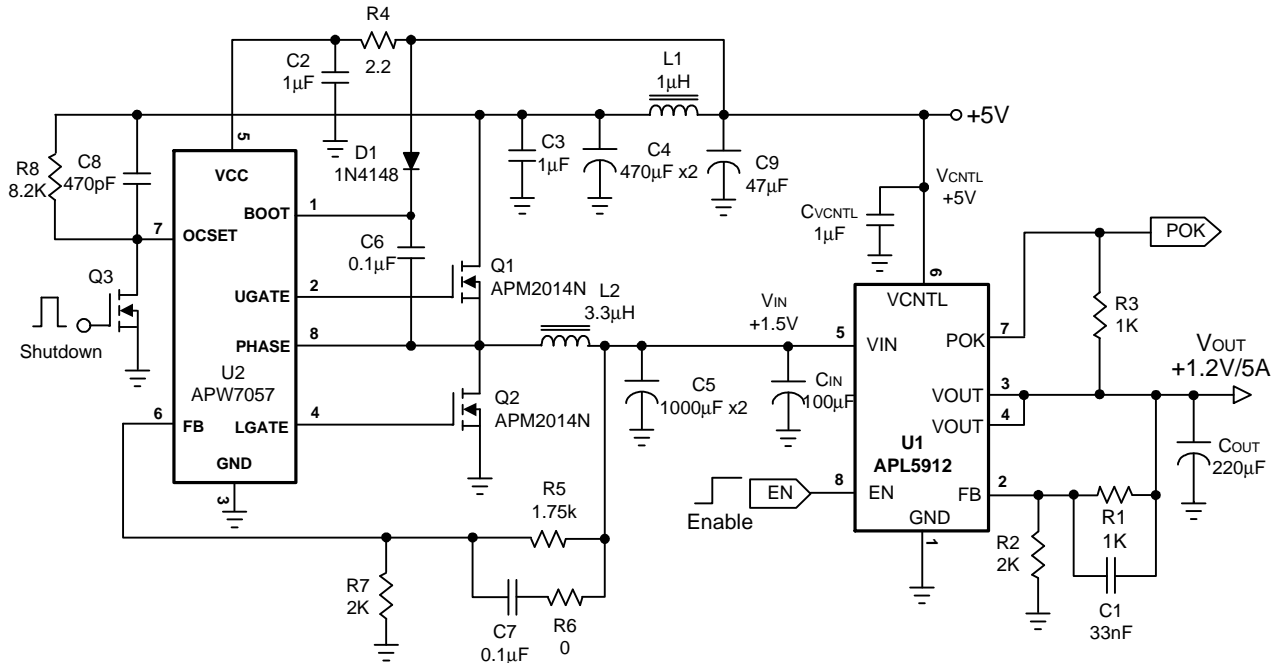 R4
2.2
C2
1μF
L1
1μH
+5V
R8
8.2K
C8
470pF
5
VCC
D1
1N4148
C3
1μF
C4
470μF x2
C9
47μF
VCNTL
+5V
CVCNTL
1μF
POK
BOOT
1
7
OCSET
C6
0.1μF
Q3
Shutdown
UGATE
2
Q1
APM2014N
L2
3.3μH
PHASE
8
U2
APW7057
VIN
+1.5V
6
VCNTL
5
VIN
POK
7
R3
1K
VOUT
+1.2V/5A
VOUT
3
VOUT
4
6
FB
LGATE
4
Q2
APM2014N
GND
3
C5
1000μF x2
CIN
100μF
U1
APL5912
COUT
220μF
Enable
EN
8
EN
FB
2
GND
1
R5
1.75k
R7
2K
C7
0.1μF
R6
0
R2
2K
R1
1K
C1
33nF